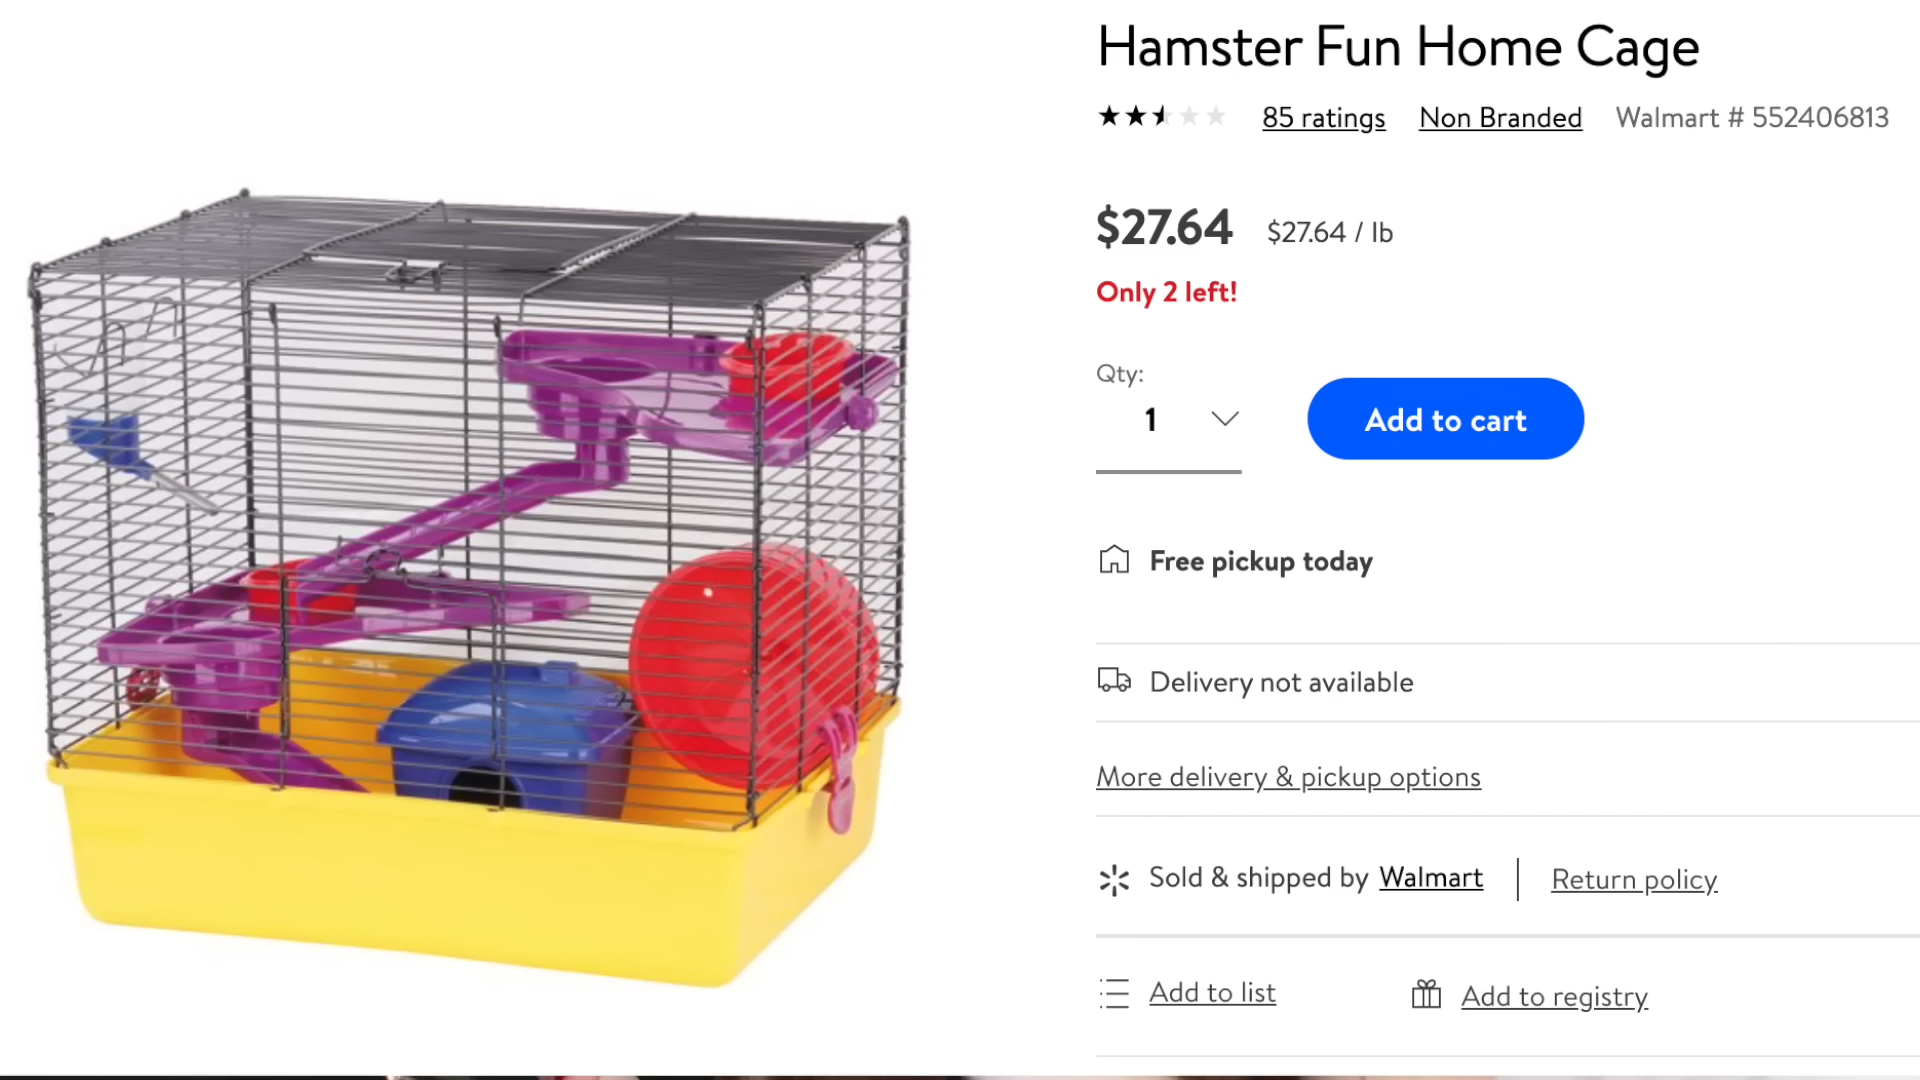 Hamster Fun Home Cage
85 ratings Non Branded Walmart # 552406813
$27.64 $27.64 / lb
Only 2 left!
Qty:
1 Add to cart
Free pickup today
Delivery not available
More delivery & pickup options
Sold & shipped by Walmart | Return policy
Add to list Add to registry